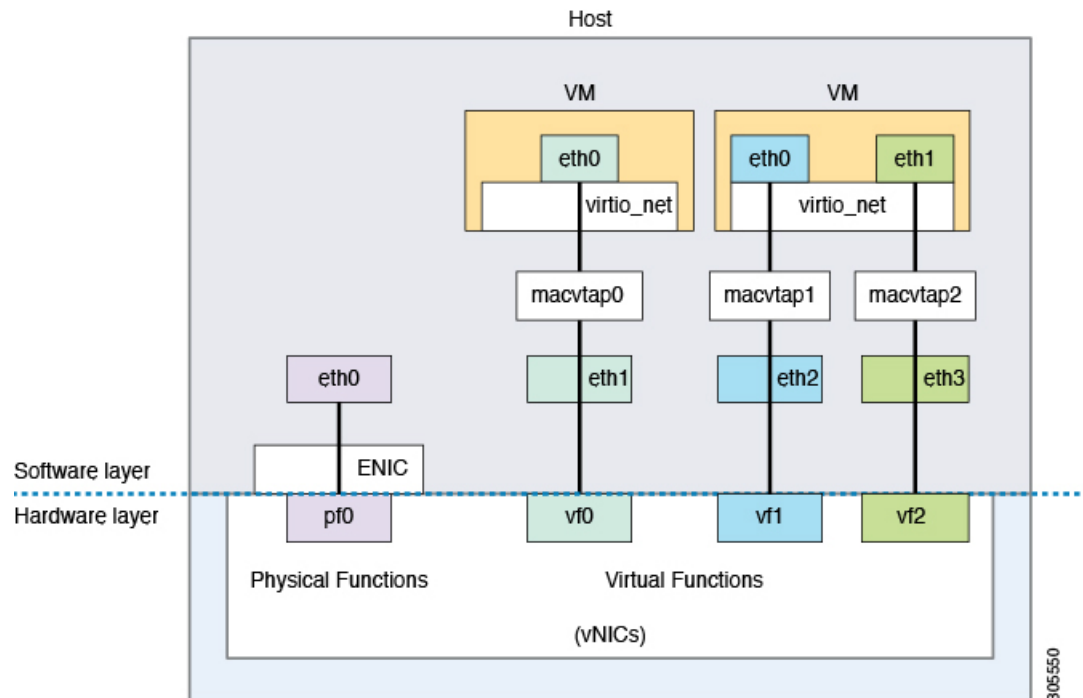 Host
VM
VM
eth0
eth0
eth1
virtio_net
virtio_net
macvtap0
macvtap1
macvtap2
eth0
eth1
eth2
eth3
ENIC
Software layer
Hardware layer
pf0
vf0
vf1
vf2
Physical Functions
Virtual Functions
(vNICs)
305550